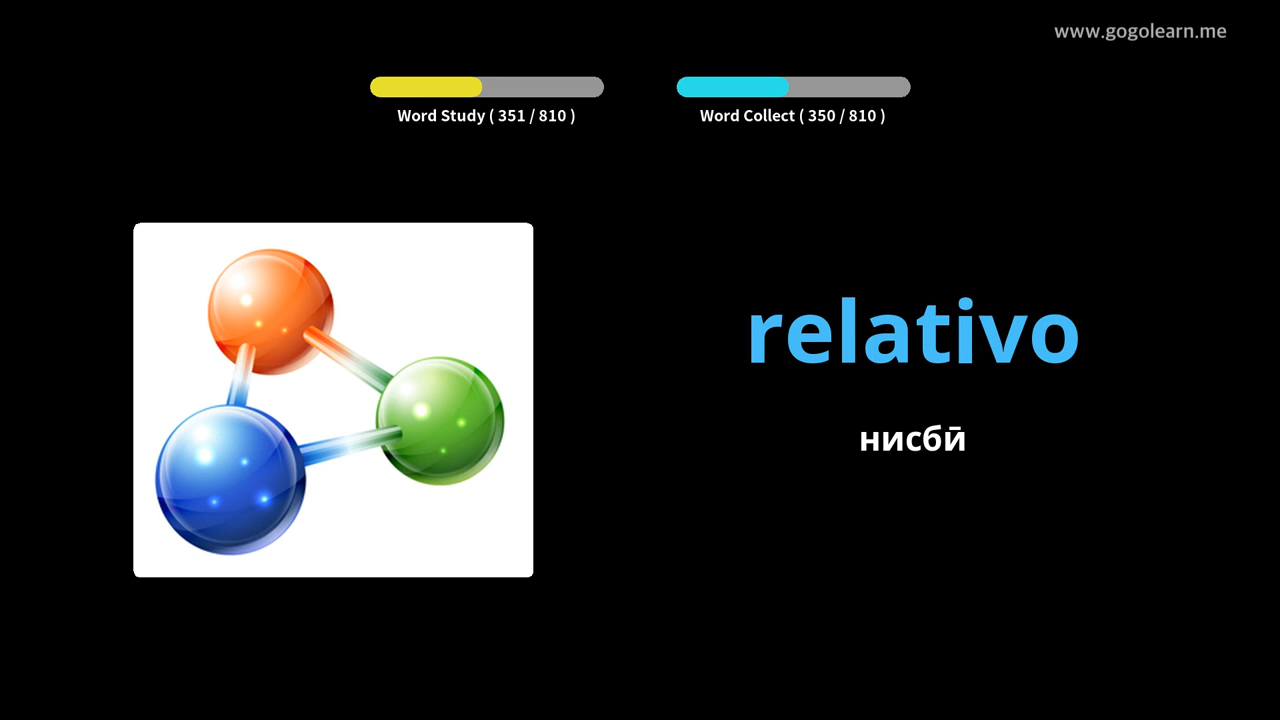 www.gogolearn.me
Word Study ( 351 / 810 )
Word Collect ( 350 / 810 )
relativo
нисбӣ